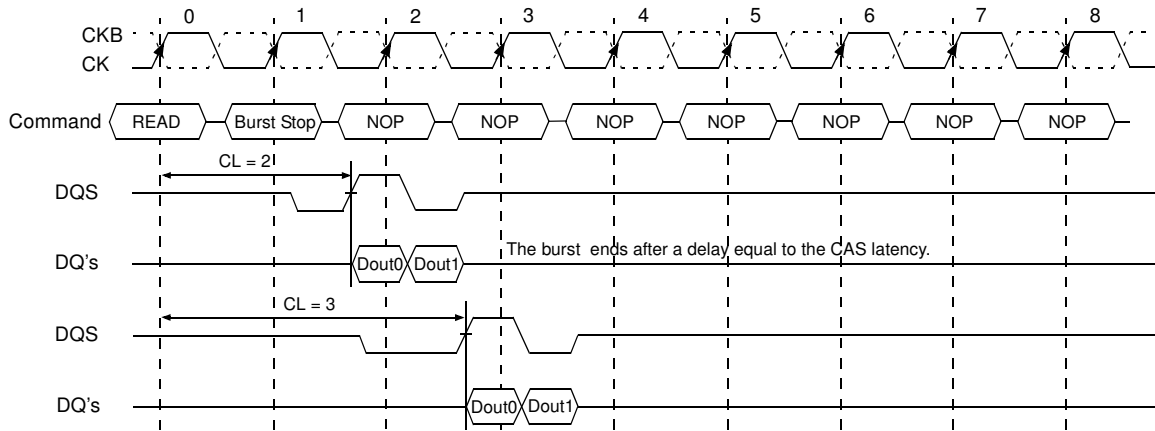 0 1 2 3 4 5 6 7 8
CKB
CK
Command READ Burst Stop NOP NOP NOP NOP NOP NOP NOP
CL = 2
DQS
DQ's Dout0 Dout1 The burst ends after a delay equal to the CAS latency.
CL = 3
DQS
DQ's Dout0 Dout1